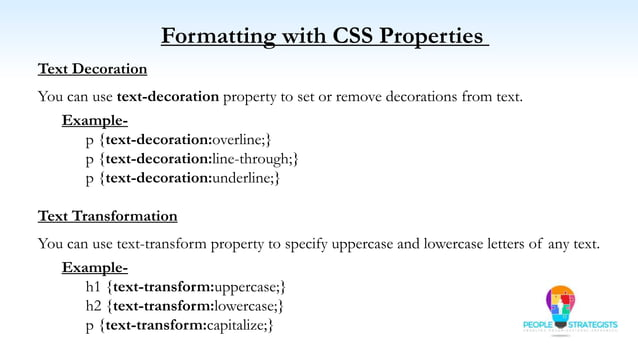 Formatting with CSS Properties
Text Decoration
You can use text-decoration property to set or remove decorations from text.
Example-
p {text-decoration:overline;}
p {text-decoration:line-through;}
p {text-decoration:underline;}
Text Transformation
You can use text-transform property to specify uppercase and lowercase letters of any text.
Example-
h1 {text-transform:uppercase;}
h2 {text-transform:lowercase;}
p {text-transform:capitalize;}
PEOPLE STRATEGISTS